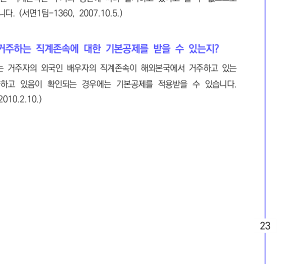 니다. (서면1팀-1360, 2007.10.5.)
거주하는 직계존속에 대한 기본공제를 받을 수 있는지?
는 거주자의 외국인 배우자의 직계존속이 해외본국에서 거주하고 있는
하고 있음이 확인되는 경우에는 기본공제를 적용받을 수 있습니다.
2010.2.10.)
23